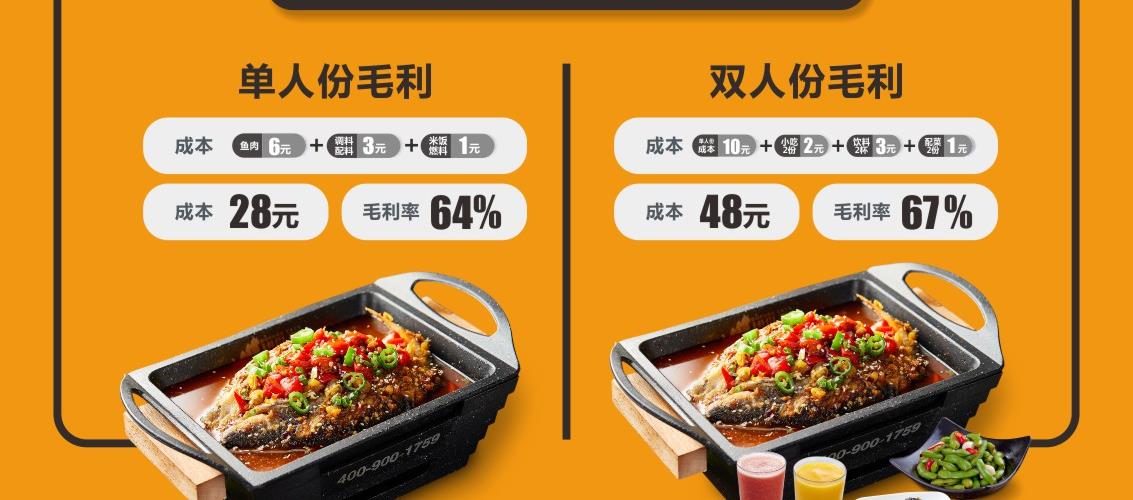 单人份毛利
成本 鱼肉 6元 + 调料配料 3元 + 米饭燃料 1元
成本 28元 毛利率 64%
400-900-1759
双人份毛利
成本 单人份成本 10元 + 小吃2份 2元 + 饮料2杯 3元 + 配菜2份 1元
成本 48元 毛利率 67%
400-900-1759